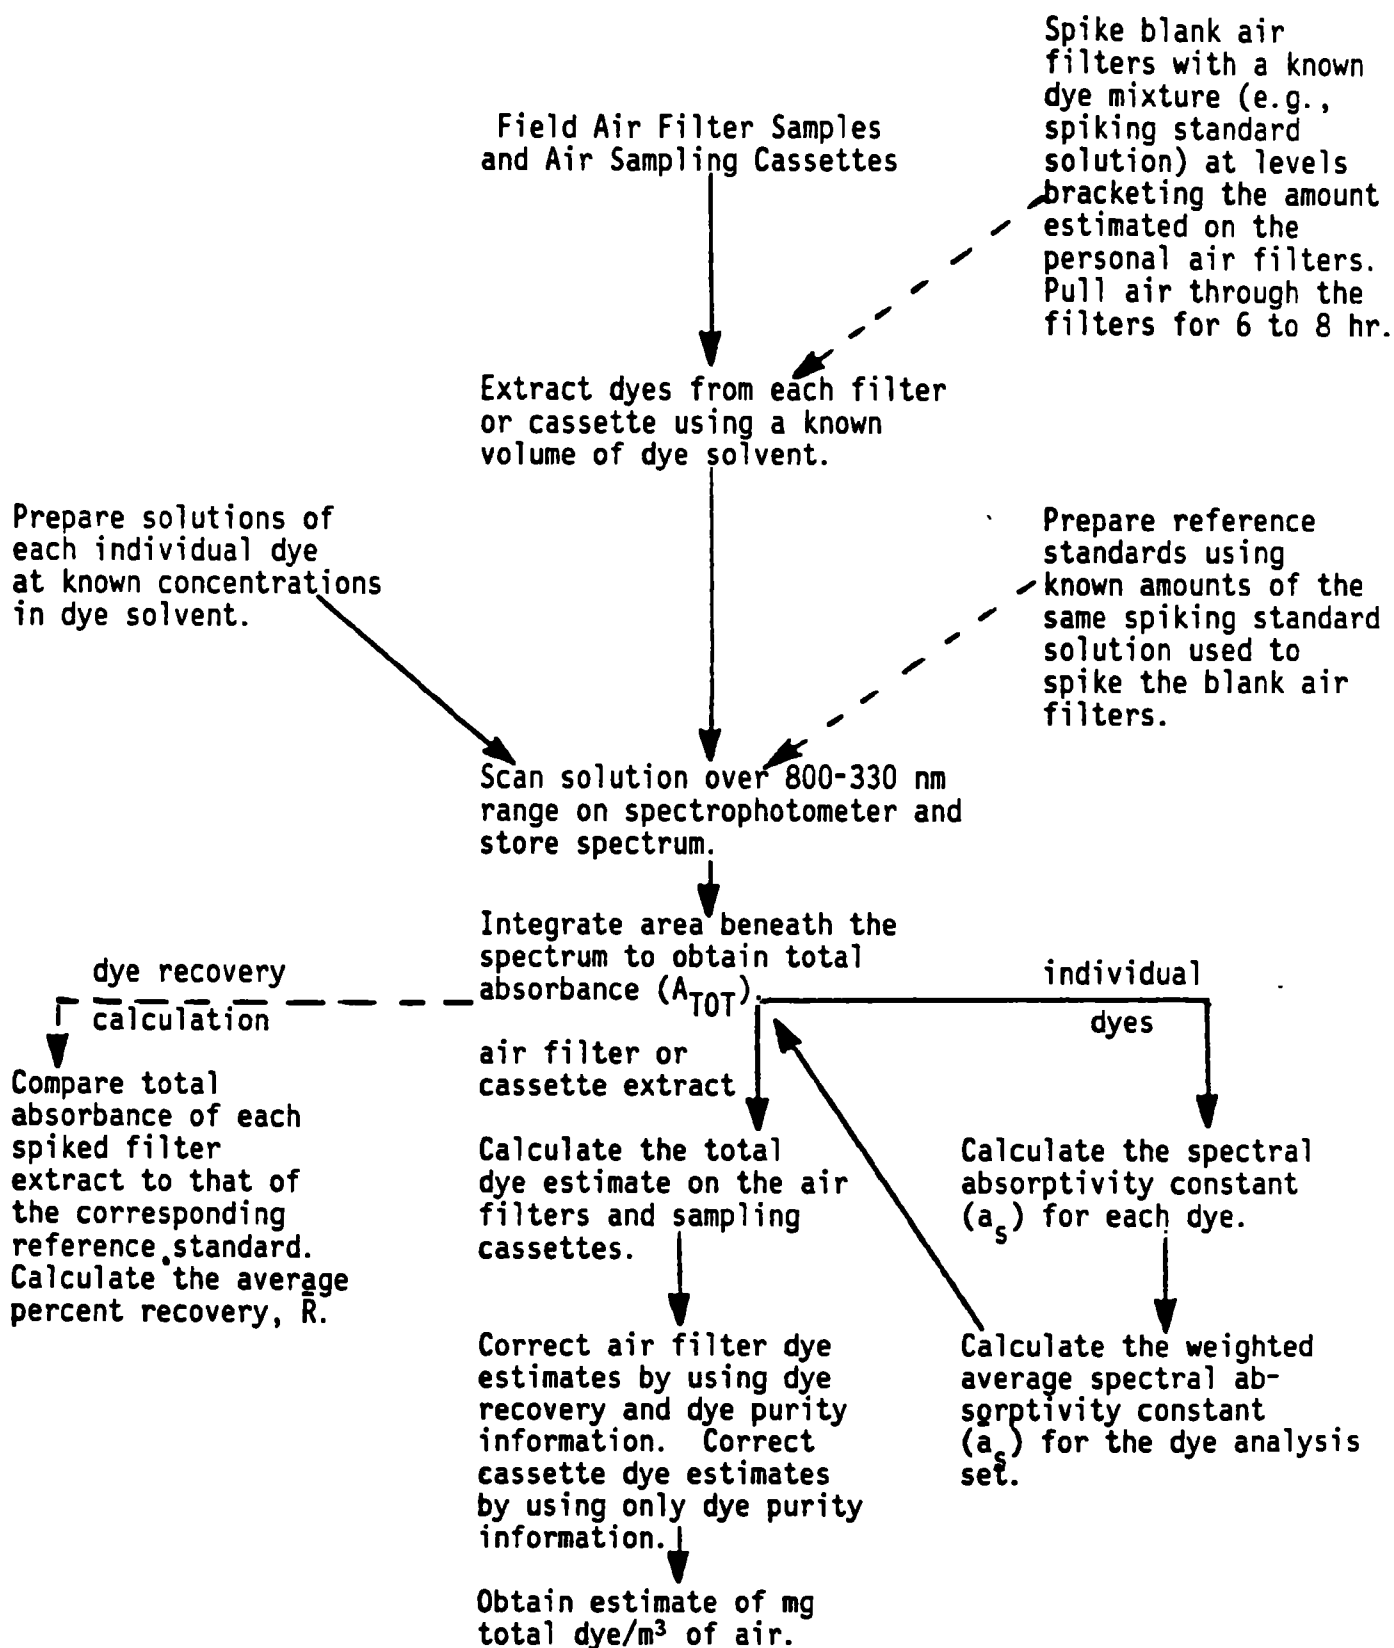 Spike blank air
filters with a known
dye mixture (e.g.,
spiking standard
solution) at levels
bracketing the amount
estimated on the
personal air filters.
Pull air through the
filters for 6 to 8 hr.
Field Air Filter Samples
and Air Sampling Cassettes
Extract dyes from each filter
or cassette using a known
volume of dye solvent.
Prepare solutions of
each individual dye
at known concentrations
in dye solvent.
Prepare reference
standards using
known amounts of the
same spiking standard
solution used to
spike the blank air
filters.
Scan solution over 800-330 nm
range on spectrophotometer and
store spectrum.
Integrate area beneath the
spectrum to obtain total
absorbance (A_TOT).
dye recovery
calculation
individual
dyes
air filter or
cassette extract
Compare total
absorbance of each
spiked filter
extract to that of
the corresponding
reference standard.
Calculate the average
percent recovery, R̄.
Calculate the total
dye estimate on the air
filters and sampling
cassettes.
Calculate the spectral
absorptivity constant
(a_s) for each dye.
Correct air filter dye
estimates by using dye
recovery and dye purity
information. Correct
cassette dye estimates
by using only dye purity
information.
Calculate the weighted
average spectral ab-
sorptivity constant
(ā_s) for the dye analysis
set.
Obtain estimate of mg
total dye/m³ of air.